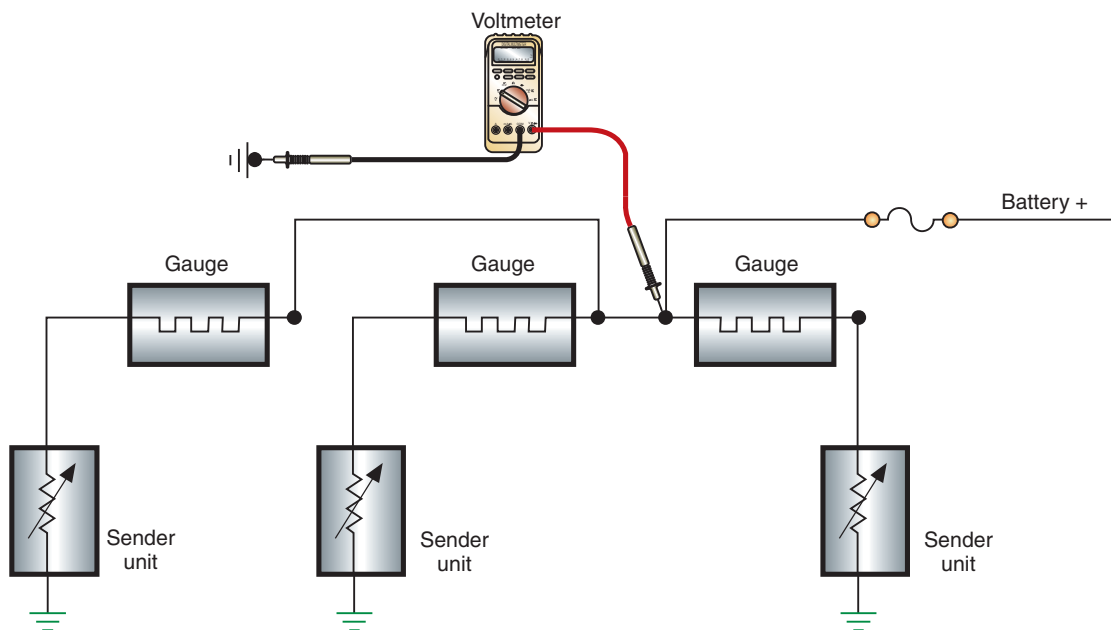 Voltmeter
Battery +
Gauge
Gauge
Gauge
Sender
unit
Sender
unit
Sender
unit